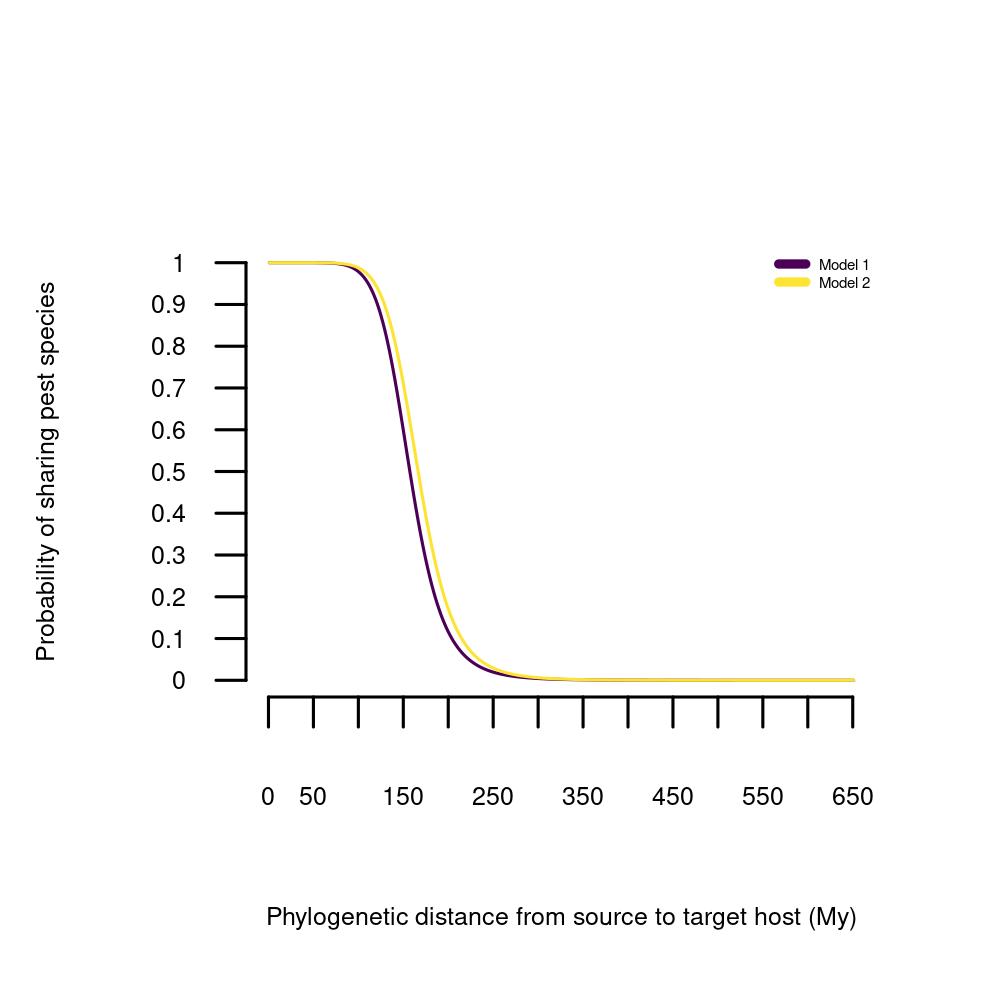 Probability of sharing pest species
1
0.9
0.8
0.7
0.6
0.5
0.4
0.3
0.2
0.1
0
Model 1
Model 2
0 50 150 250 350 450 550 650
Phylogenetic distance from source to target host (My)